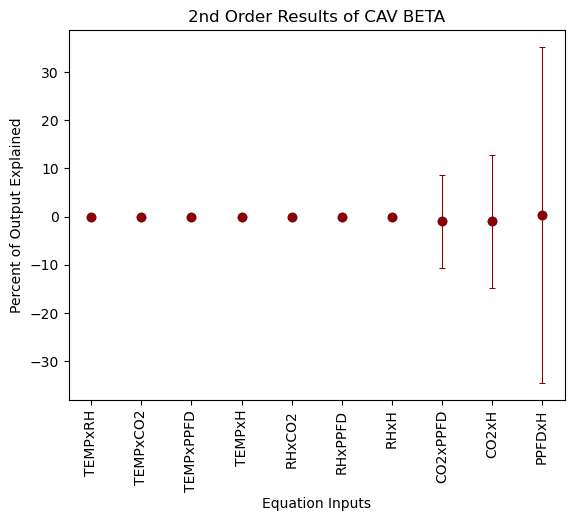 2nd Order Results of CAV BETA
Percent of Output Explained
30
20
10
0
−10
−20
−30
TEMPxRH
TEMPxCO2
TEMPxPPFD
TEMPxH
RHxCO2
RHxPPFD
RHxH
CO2xPPFD
CO2xH
PPFDxH
Equation Inputs